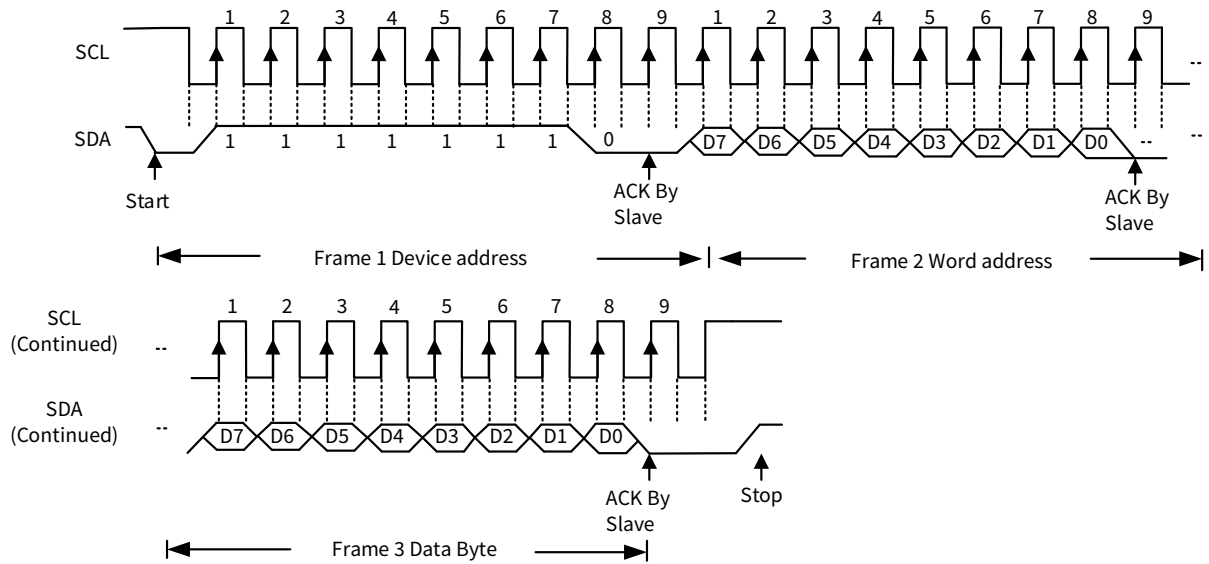 1 2 3 4 5 6 7 8 9 1 2 3 4 5 6 7 8 9
SCL
--
SDA
1 1 1 1 1 1 1 0 D7 D6 D5 D4 D3 D2 D1 D0 -- --
Start
ACK By
Slave
ACK By
Slave
Frame 1 Device address
Frame 2 Word address
1 2 3 4 5 6 7 8 9
SCL
(Continued)
--
SDA
(Continued)
--
D7 D6 D5 D4 D3 D2 D1 D0
ACK By
Slave
Stop
Frame 3 Data Byte